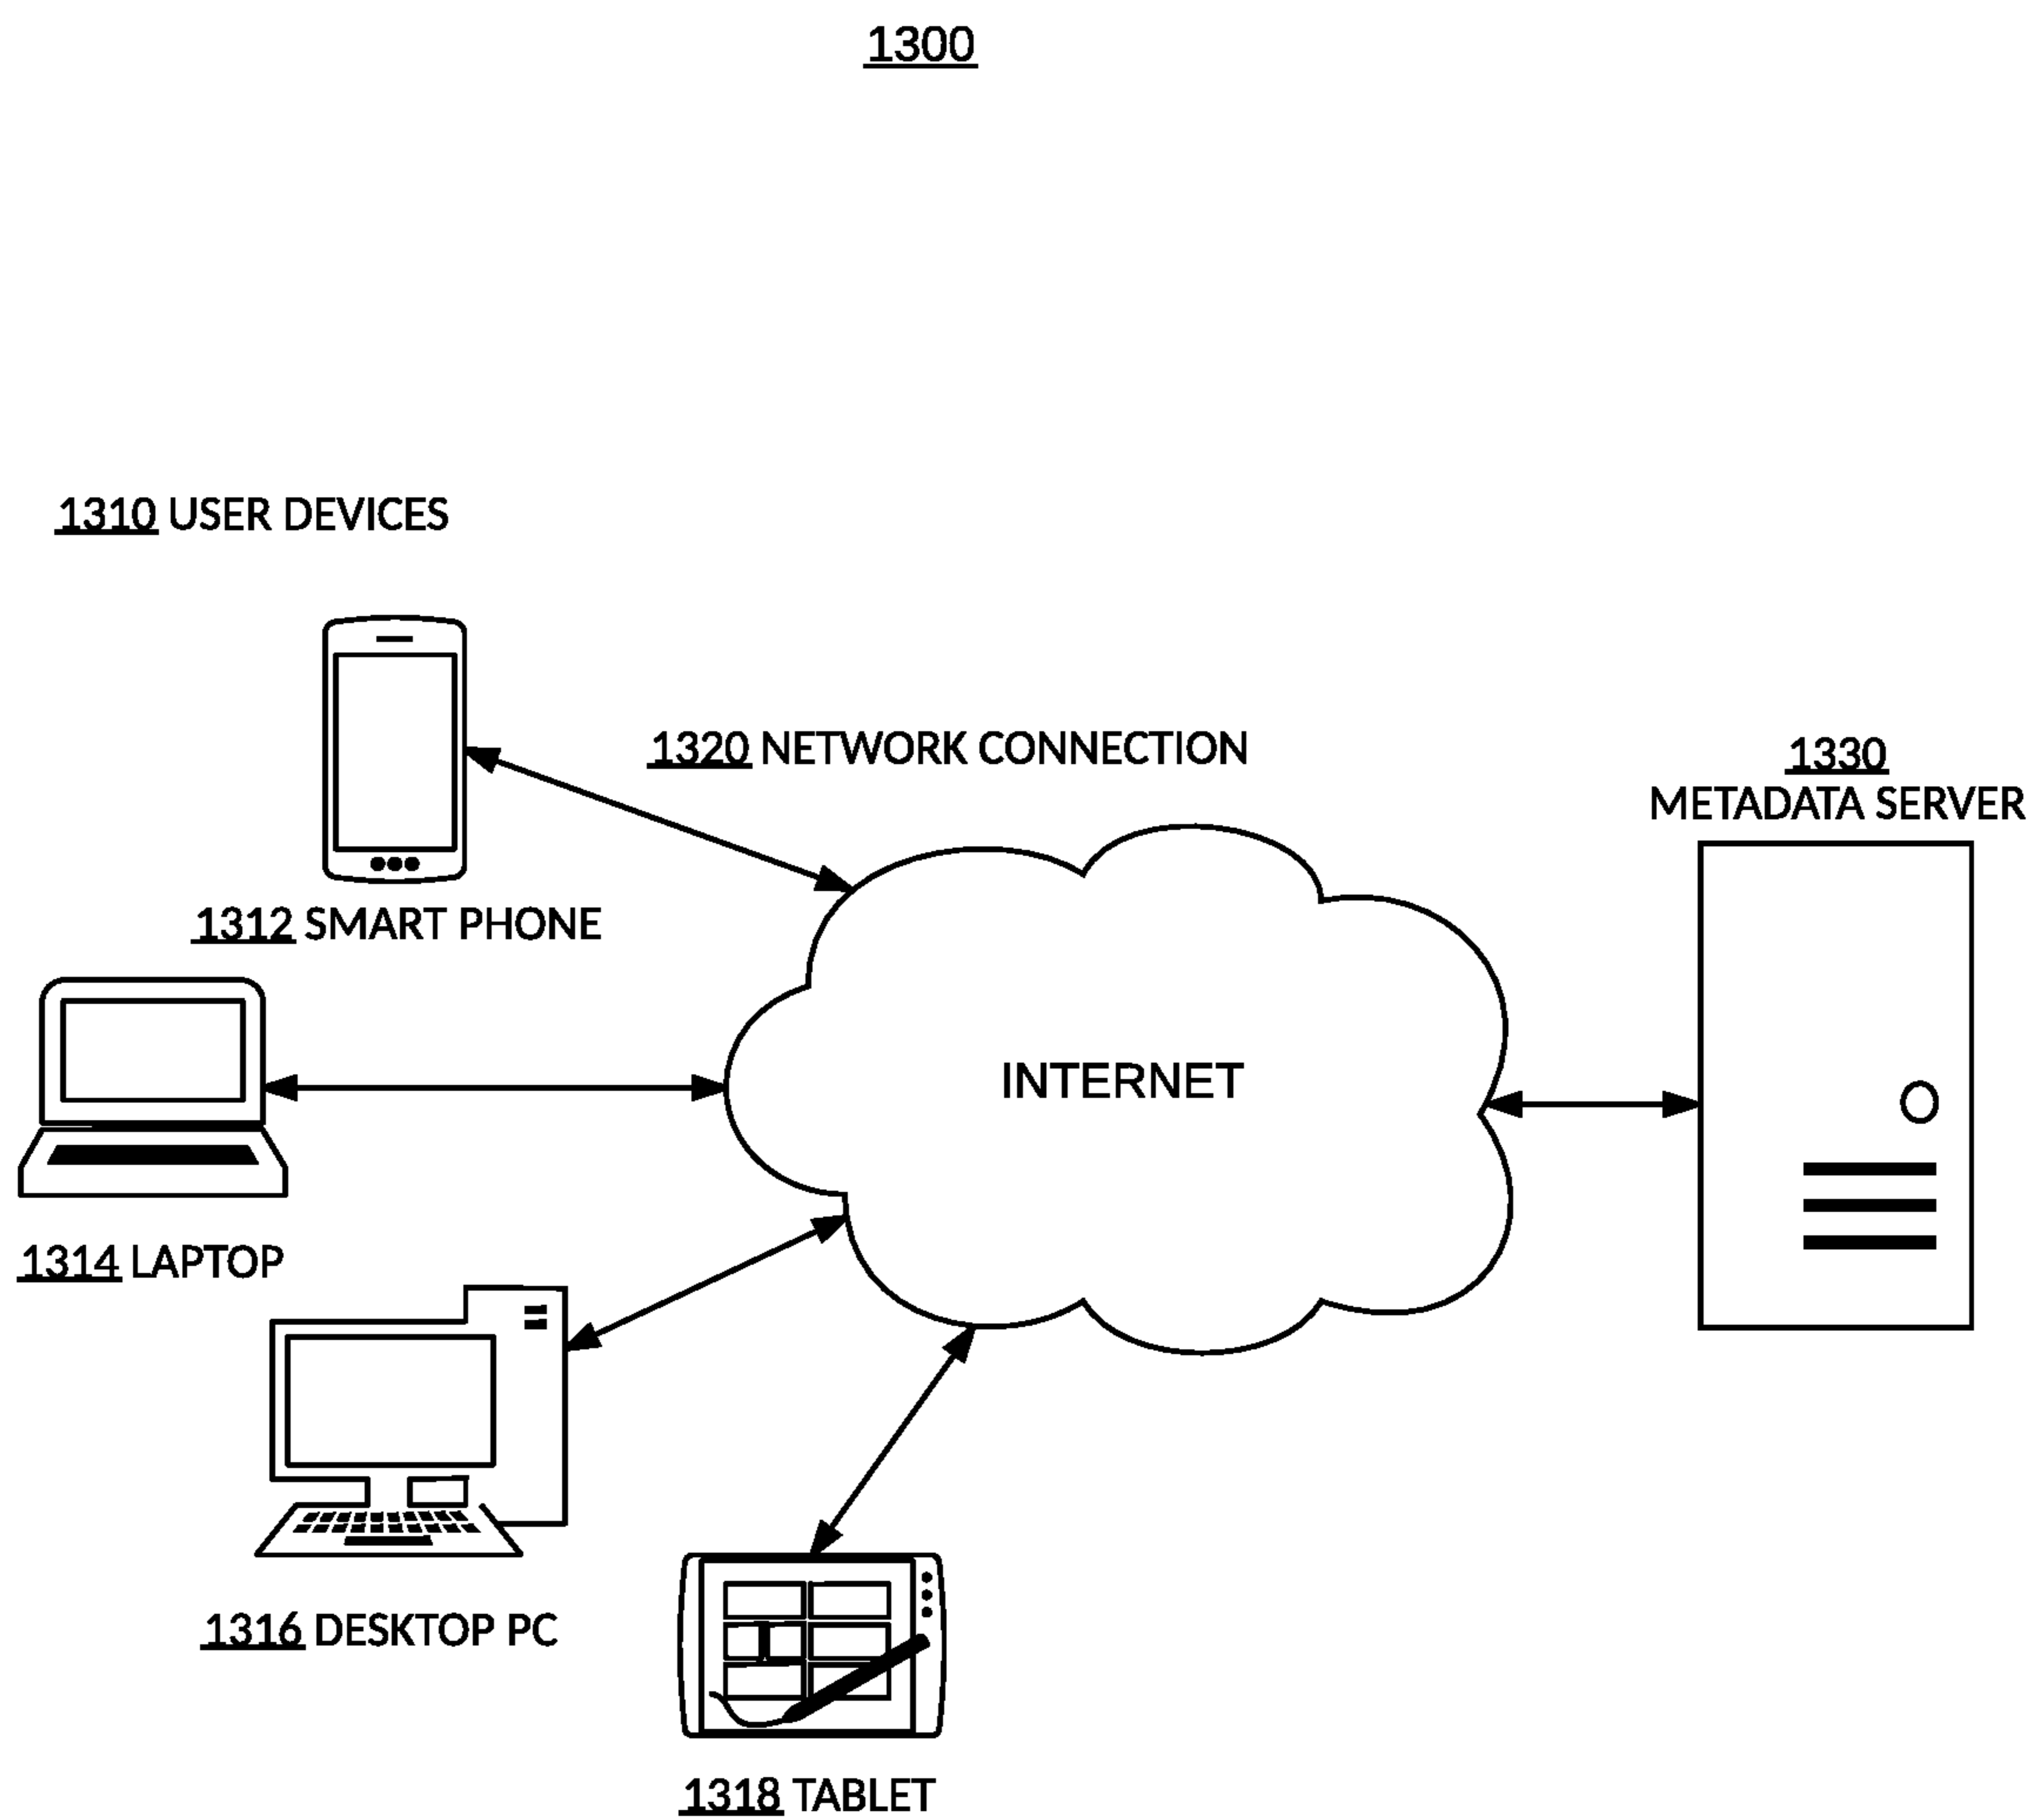 1300
1310 USER DEVICES
1320 NETWORK CONNECTION
1330
METADATA SERVER
1312 SMART PHONE
INTERNET
1314 LAPTOP
1316 DESKTOP PC
1318 TABLET